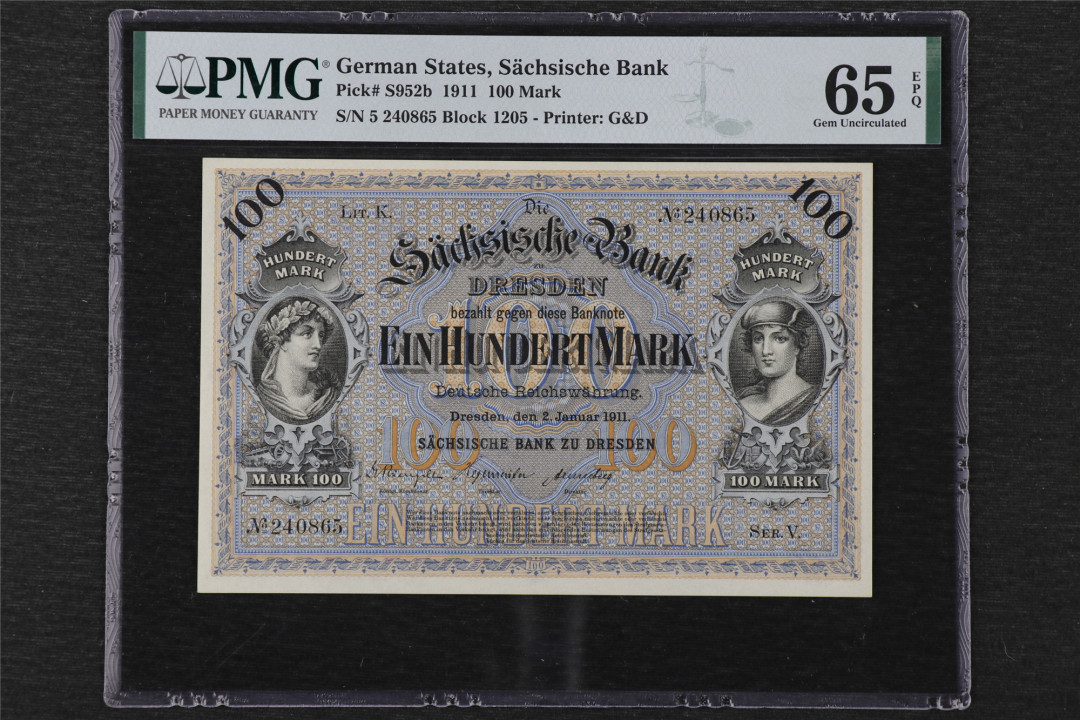 PMG®
PAPER MONEY GUARANTY
German States, Sächsische Bank
Pick# S952b 1911 100 Mark
S/N 5 240865 Block 1205 - Printer: G&D
65 EPQ
Gem Uncirculated
100
100
LIT. K.
Die
№ 240865
Sächsische Bank
zu
DRESDEN
HUNDERT
MARK
HUNDERT
MARK
bezahlt gegen diese Banknote
100
EIN HUNDERT MARK
Deutsche Reichswährung.
Dresden, den 2. Januar 1911.
100
100
SÄCHSISCHE BANK ZU DRESDEN
MARK 100
100 MARK
№ 240865
EIN HUNDERT MARK
SER. V.
100